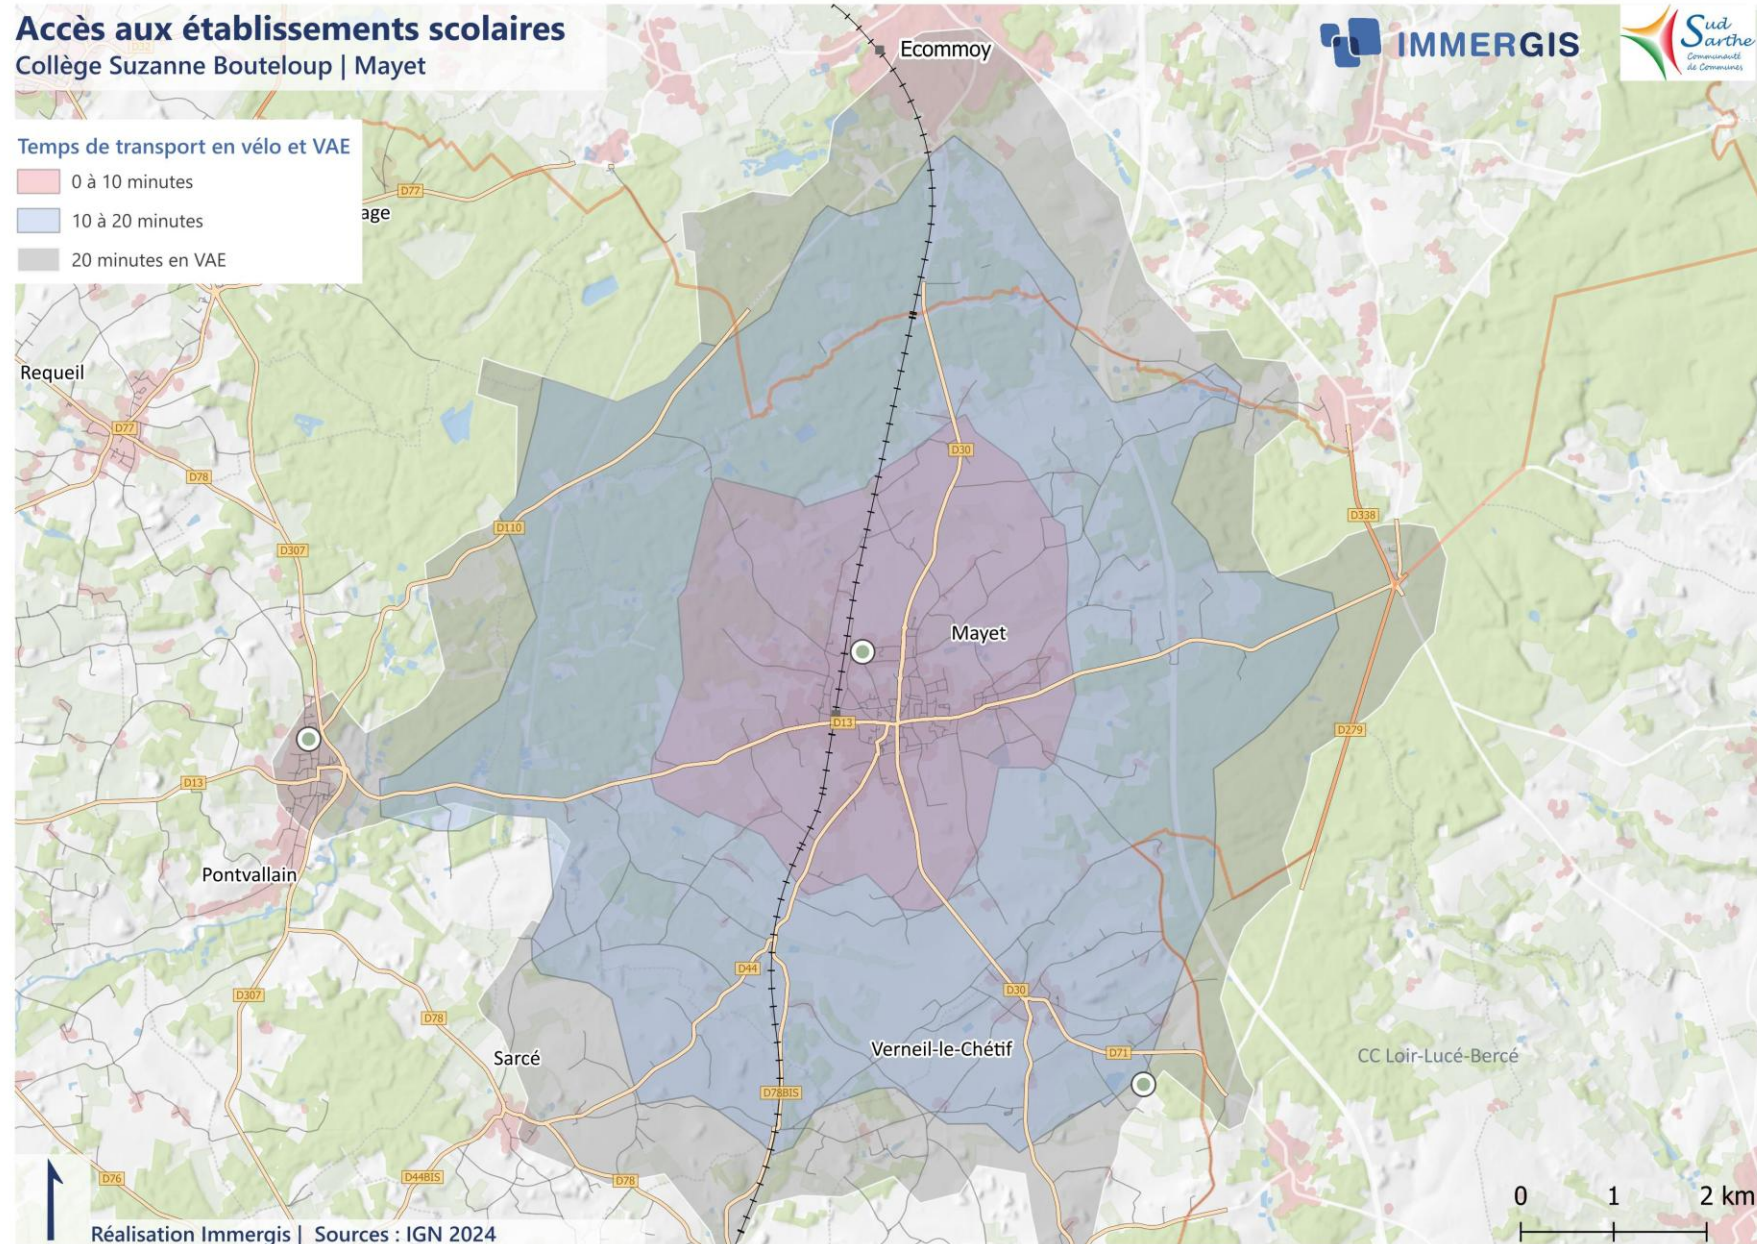 Accès aux établissements scolaires
Collège Suzanne Bouteloup | Mayet
Ecommoy
IMMERGIS
Sud
Sarthe
Communauté
de Communes
Temps de transport en vélo et VAE
0 à 10 minutes
10 à 20 minutes
20 minutes en VAE
D77
age
Requeil
D77
D78
D30
D110
D307
D338
Mayet
D13
D279
D13
Pontvallain
D44
D30
D307
D78
Sarcé
Verneil-le-Chétif
D71
CC Loir-Lucé-Bercé
D78BIS
D76
D44BIS
D78
0 1 2 km
Réalisation Immergis | Sources : IGN 2024